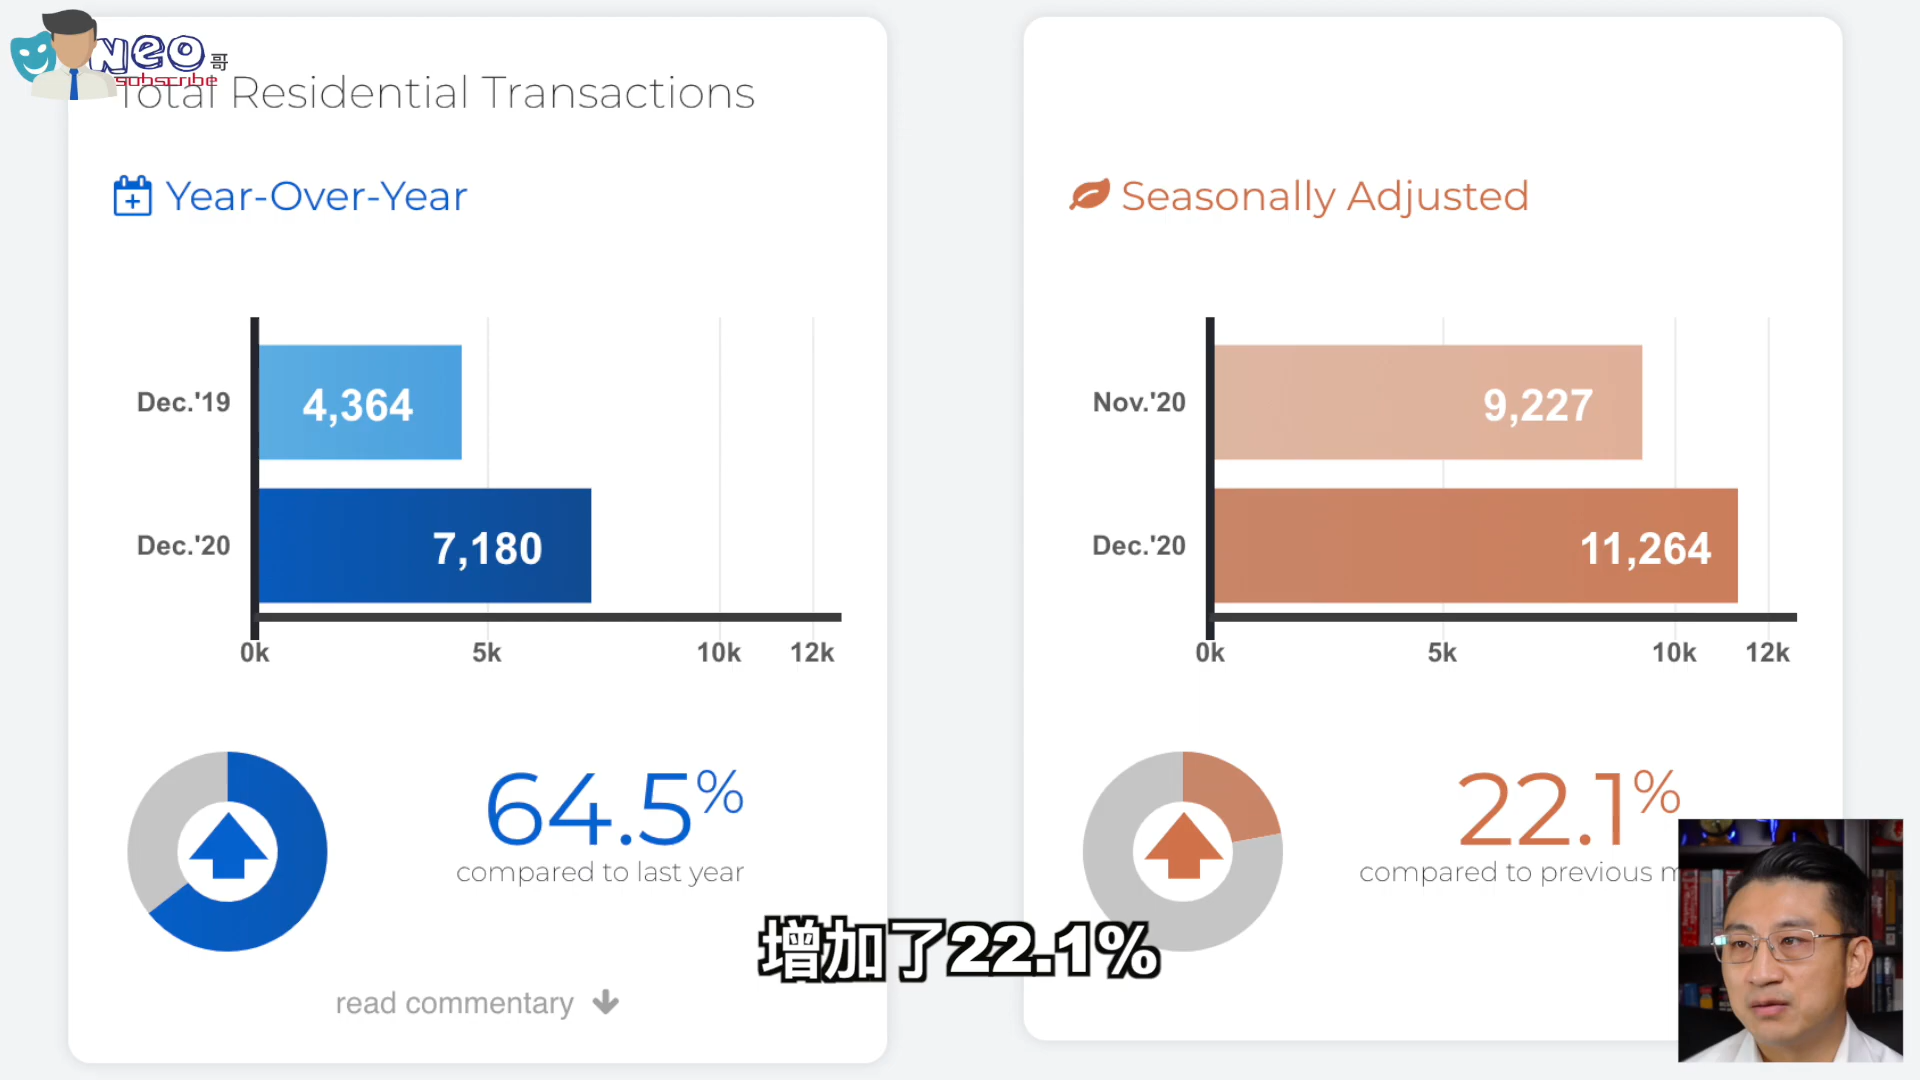 Neo哥
subscribe
Total Residential Transactions
Year-Over-Year
Dec.'19
4,364
Dec.'20
7,180
0k 5k 10k 12k
64.5%
compared to last year
read commentary
Seasonally Adjusted
Nov.'20
9,227
Dec.'20
11,264
0k 5k 10k 12k
22.1%
compared to previous
增加了22.1%